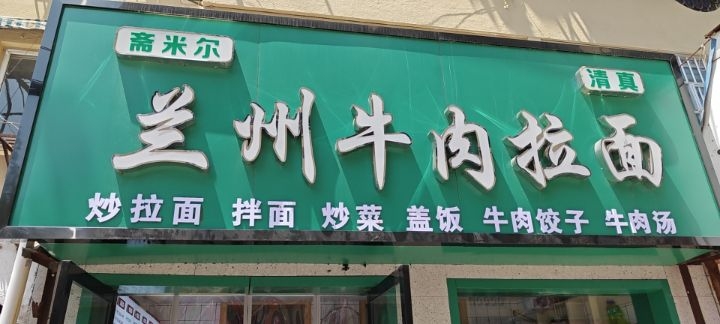 斋米尔
清真
兰州牛肉拉面
炒拉面 拌面 炒菜 盖饭 牛肉饺子 牛肉汤